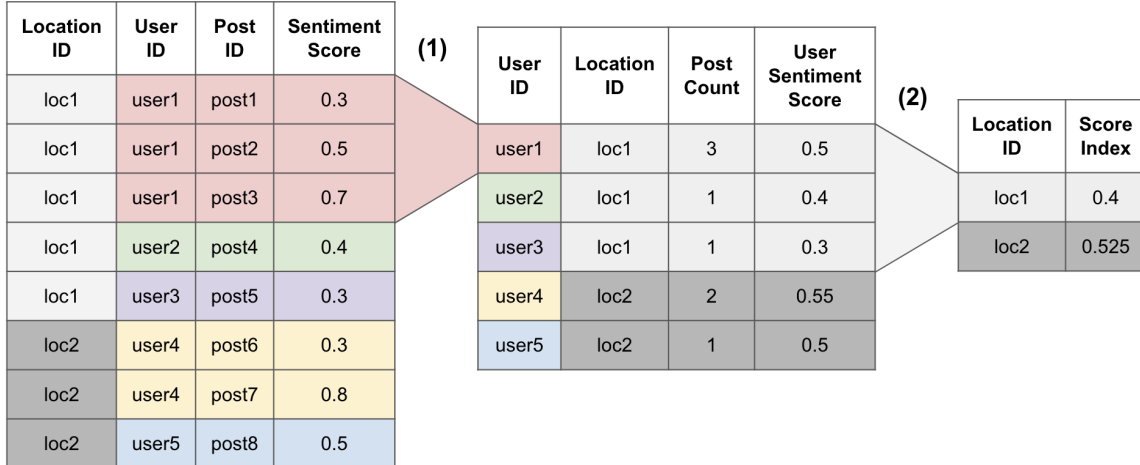 Location ID User ID Post ID Sentiment Score
loc1 user1 post1 0.3
loc1 user1 post2 0.5
loc1 user1 post3 0.7
loc1 user2 post4 0.4
loc1 user3 post5 0.3
loc2 user4 post6 0.3
loc2 user4 post7 0.8
loc2 user5 post8 0.5
(1)
User ID Location ID Post Count User Sentiment Score
user1 loc1 3 0.5
user2 loc1 1 0.4
user3 loc1 1 0.3
user4 loc2 2 0.55
user5 loc2 1 0.5
(2)
Location ID Score Index
loc1 0.4
loc2 0.525